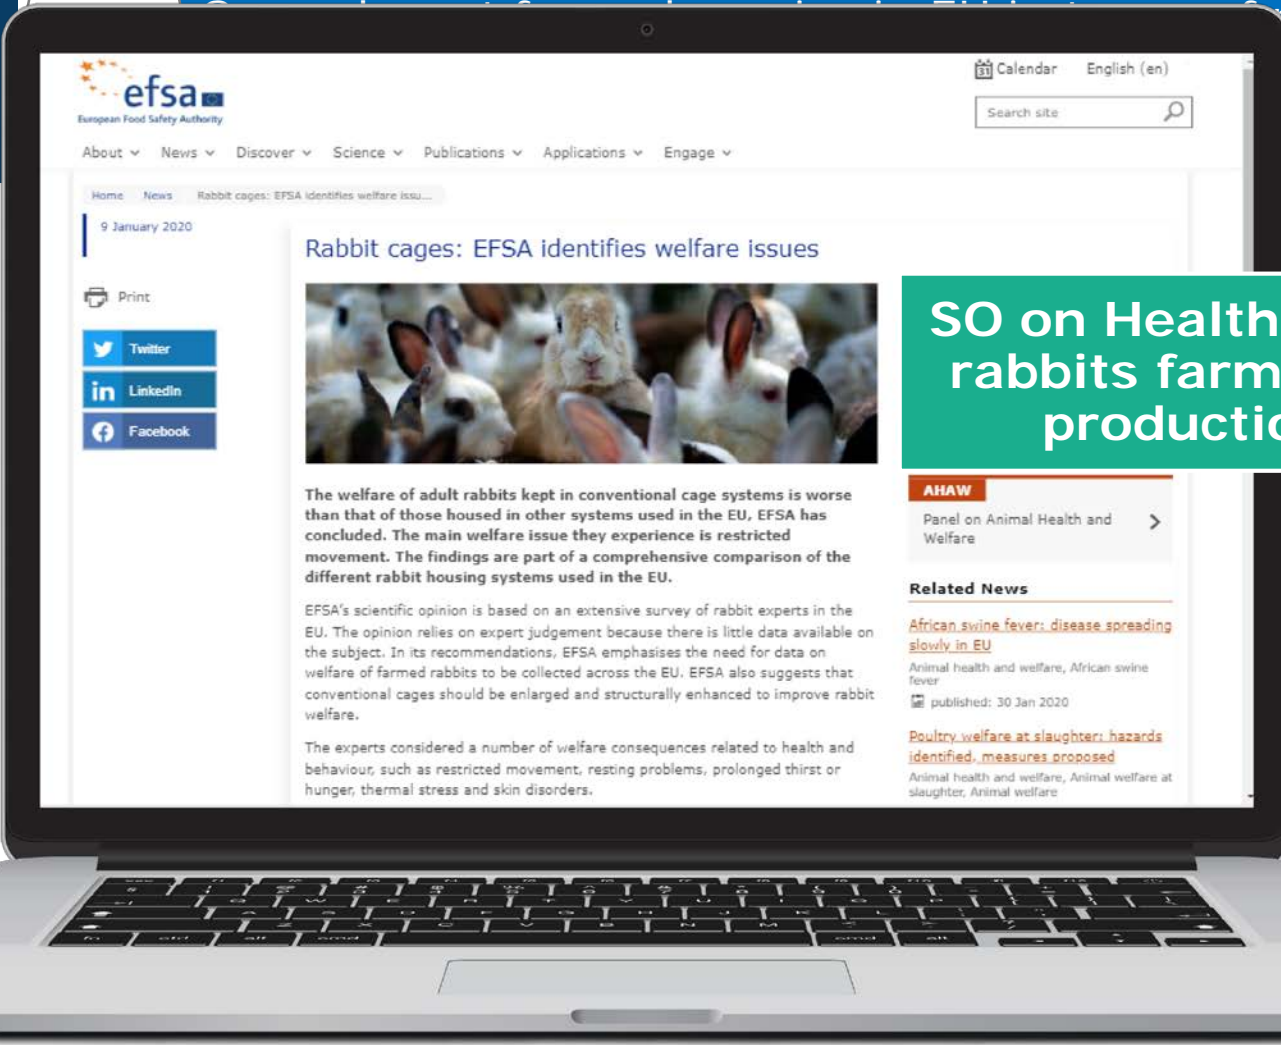 Calendar English (en)
efsa
European Food Safety Authority
Search site
About News Discover Science Publications Applications Engage
Home News Rabbit cages: EFSA identifies welfare issu...
9 January 2020
Rabbit cages: EFSA identifies welfare issues
Print
Twitter
LinkedIn
Facebook
SO on Health
rabbits farm
productio
The welfare of adult rabbits kept in conventional cage systems is worse
than that of those housed in other systems used in the EU, EFSA has
concluded. The main welfare issue they experience is restricted
movement. The findings are part of a comprehensive comparison of the
different rabbit housing systems used in the EU.
EFSA's scientific opinion is based on an extensive survey of rabbit experts in the
EU. The opinion relies on expert judgement because there is little data available on
the subject. In its recommendations, EFSA emphasises the need for data on
welfare of farmed rabbits to be collected across the EU. EFSA also suggests that
conventional cages should be enlarged and structurally enhanced to improve rabbit
welfare.
The experts considered a number of welfare consequences related to health and
behaviour, such as restricted movement, resting problems, prolonged thirst or
hunger, thermal stress and skin disorders.
AHAW
Panel on Animal Health and
Welfare
Related News
African swine fever: disease spreading
slowly in EU
Animal health and welfare, African swine
fever
published: 30 Jan 2020
Poultry welfare at slaughter: hazards
identified, measures proposed
Animal health and welfare, Animal welfare at
slaughter, Animal welfare